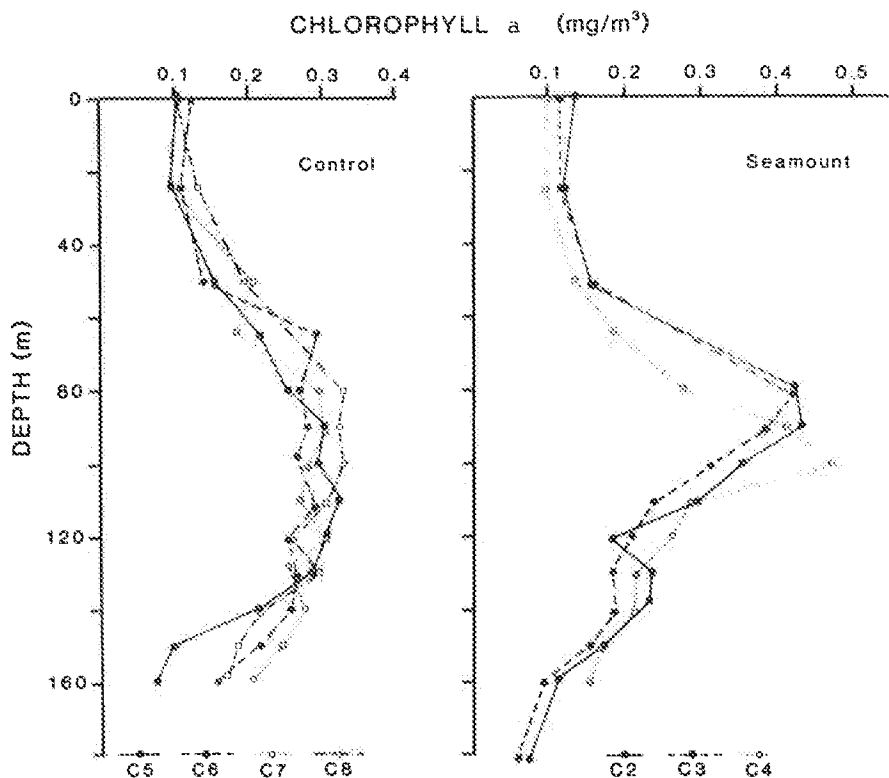 CHLOROPHYLL a (mg/m³)
0.1 0.2 0.3 0.4
0.1 0.2 0.3 0.4 0.5
Control
Seamount
DEPTH (m)
0
40
80
120
160
C5 C6 C7 C8
C2 C3 C4